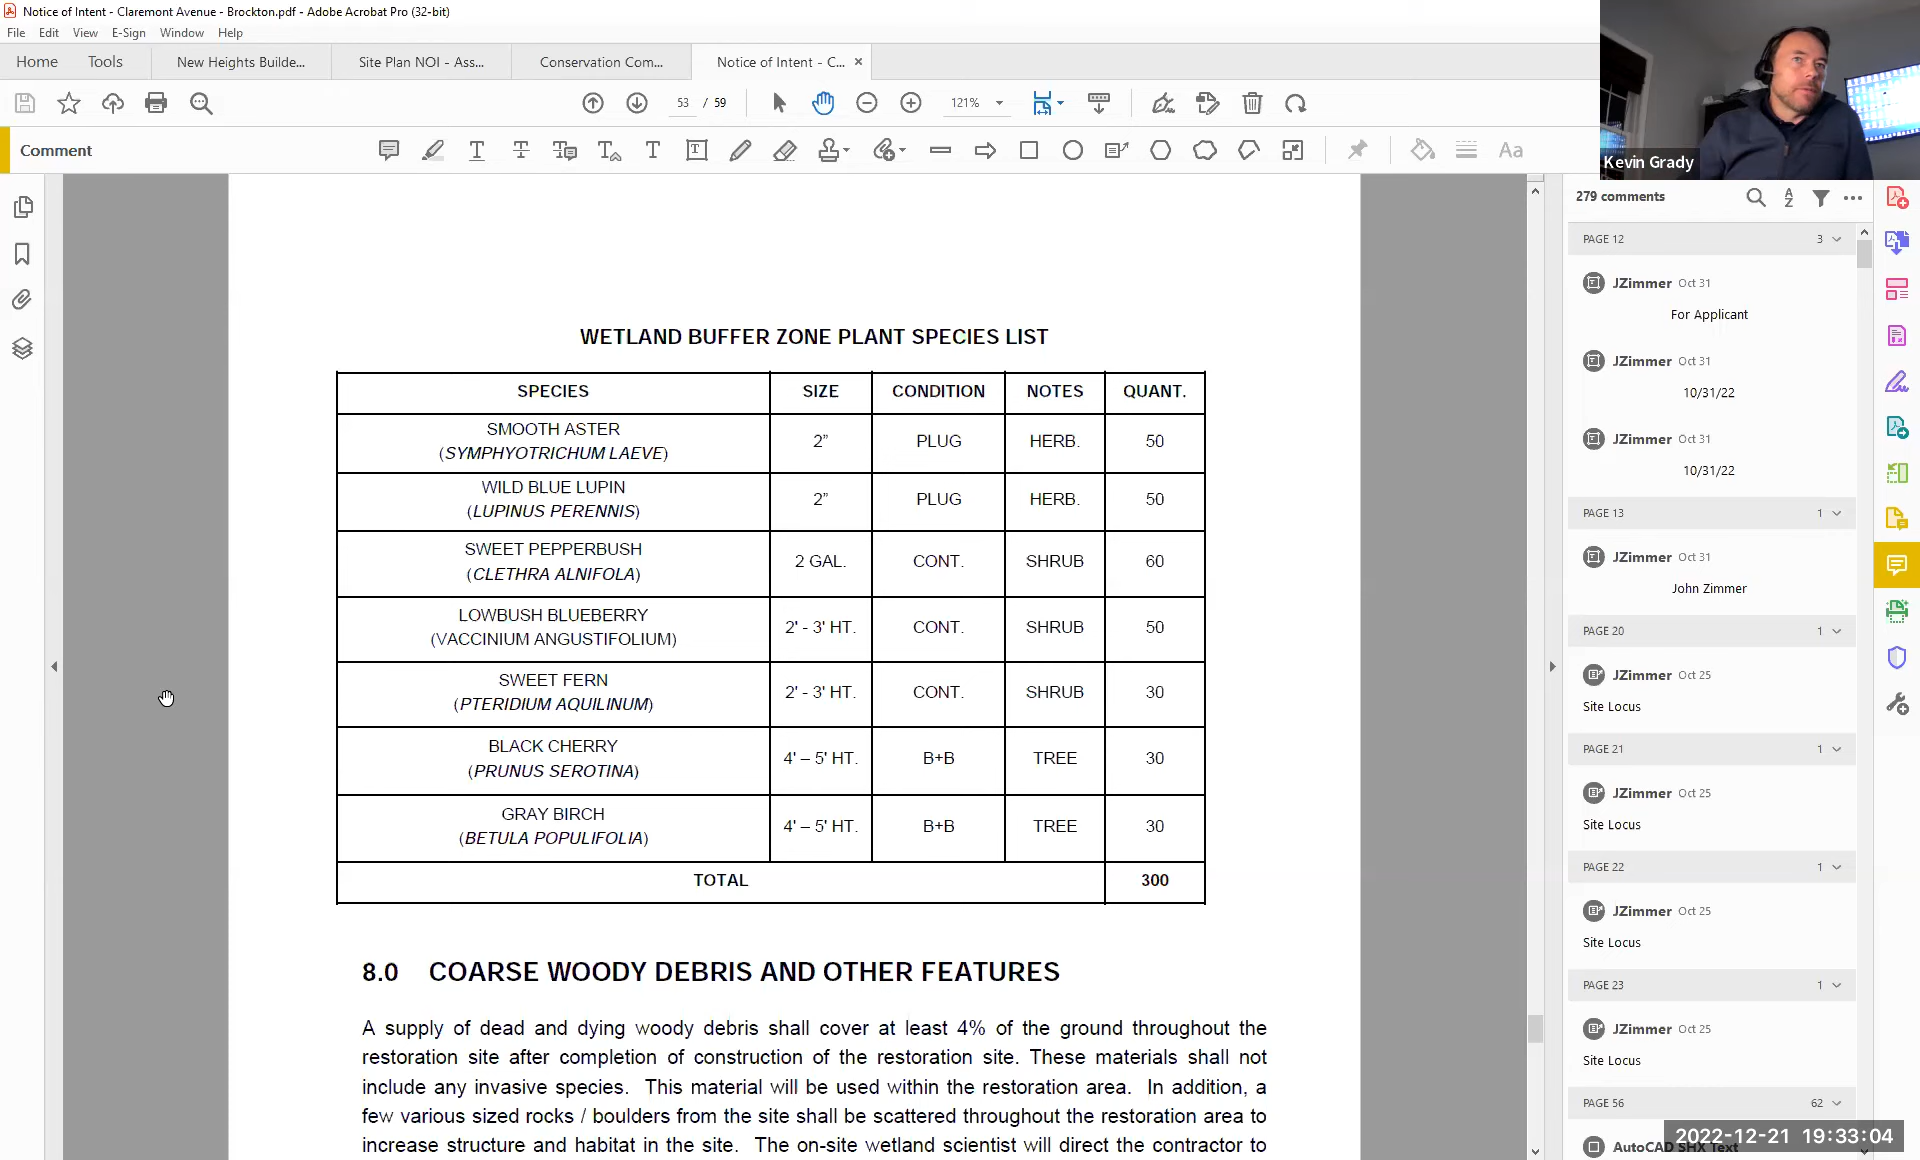 Notice of Intent - Claremont Avenue - Brockton.pdf - Adobe Acrobat Pro (32-bit)
File Edit View E-Sign Window Help
Home Tools New Heights Builde... Site Plan NOI - Ass... Conservation Com... Notice of Intent - C... ×
53 / 59 121%
Comment
Aa
Kevin Grady
279 comments
WETLAND BUFFER ZONE PLANT SPECIES LIST
SPECIES SIZE CONDITION NOTES QUANT.
SMOOTH ASTER
(SYMPHYOTRICHUM LAEVE) 2” PLUG HERB. 50
WILD BLUE LUPIN
(LUPINUS PERENNIS) 2” PLUG HERB. 50
SWEET PEPPERBUSH
(CLETHRA ALNIFOLA) 2 GAL. CONT. SHRUB 60
LOWBUSH BLUEBERRY
(VACCINIUM ANGUSTIFOLIUM) 2' - 3' HT. CONT. SHRUB 50
SWEET FERN
(PTERIDIUM AQUILINUM) 2' - 3' HT. CONT. SHRUB 30
BLACK CHERRY
(PRUNUS SEROTINA) 4' – 5' HT. B+B TREE 30
GRAY BIRCH
(BETULA POPULIFOLIA) 4' – 5' HT. B+B TREE 30
TOTAL 300
8.0 COARSE WOODY DEBRIS AND OTHER FEATURES
A supply of dead and dying woody debris shall cover at least 4% of the ground throughout the
restoration site after completion of construction of the restoration site. These materials shall not
include any invasive species. This material will be used within the restoration area. In addition, a
few various sized rocks / boulders from the site shall be scattered throughout the restoration area to
increase structure and habitat in the site. The on-site wetland scientist will direct the contractor to
PAGE 12 3
JZimmer Oct 31
For Applicant
JZimmer Oct 31
10/31/22
JZimmer Oct 31
10/31/22
PAGE 13 1
JZimmer Oct 31
John Zimmer
PAGE 20 1
JZimmer Oct 25
Site Locus
PAGE 21 1
JZimmer Oct 25
Site Locus
PAGE 22 1
JZimmer Oct 25
Site Locus
PAGE 23 1
JZimmer Oct 25
Site Locus
PAGE 56 62
AutoCAD SHX Text
2022-12-21 19:33:04